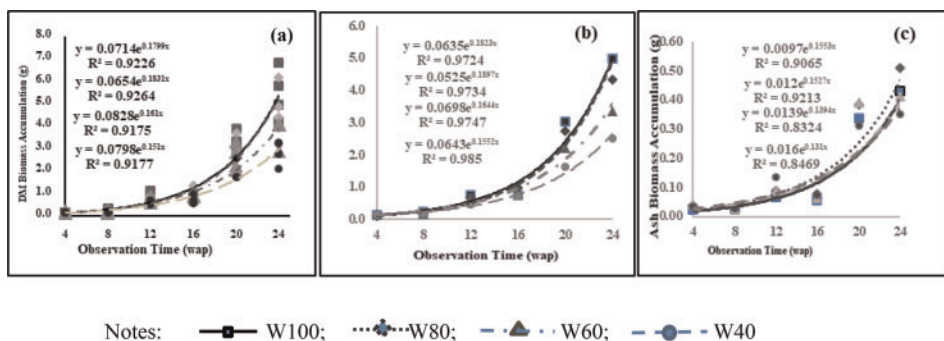 (a)
DM Biomass Accumulation (g)
8.0
7.0
6.0
5.0
4.0
3.0
2.0
1.0
0.0
y = 0.0714e^0.1799x
R² = 0.9226
y = 0.0654e^0.1831x
R² = 0.9264
y = 0.0828e^0.161x
R² = 0.9175
y = 0.0798e^0.151x
R² = 0.9177
4 8 12 16 20 24
Observation Time (wap)
(b)
6.0
5.0
4.0
3.0
2.0
1.0
0.0
y = 0.0635e^0.1823x
R² = 0.9724
y = 0.0525e^0.1897x
R² = 0.9734
y = 0.0698e^0.1644x
R² = 0.9747
y = 0.0643e^0.1552x
R² = 0.985
4 8 12 16 20 24
Observation Time (wap)
(c)
Ash Biomass Accumulation (g)
0.60
0.50
0.40
0.30
0.20
0.10
0.00
y = 0.0097e^0.1553x
R² = 0.9065
y = 0.012e^0.1527x
R² = 0.9213
y = 0.0139e^0.1394x
R² = 0.8324
y = 0.016e^0.131x
R² = 0.8469
4 8 12 16 20 24
Observation Time (wap)
Notes: W100; W80; W60; W40